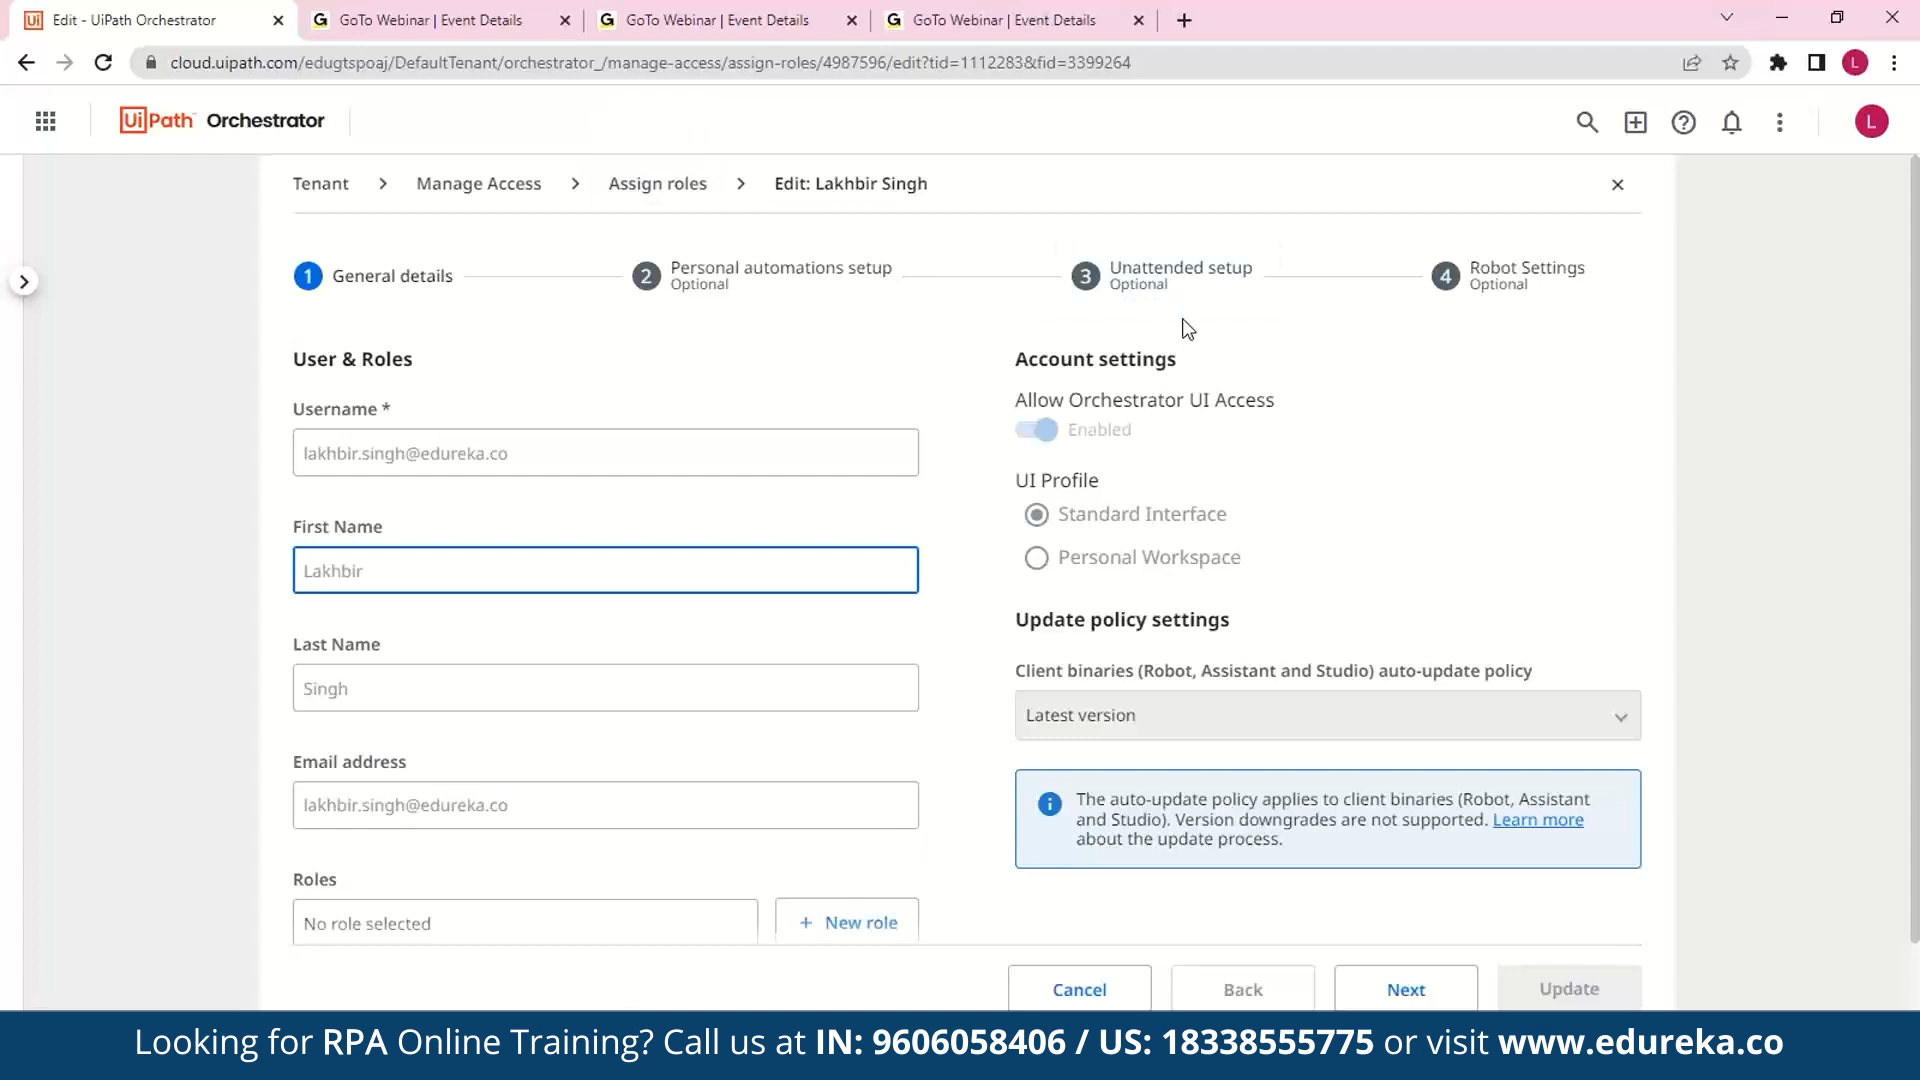 Edit - UiPath Orchestrator
GoTo Webinar | Event Details
GoTo Webinar | Event Details
GoTo Webinar | Event Details
cloud.uipath.com/edugtspoaj/DefaultTenant/orchestrator_/manage-access/assign-roles/4987596/edit?tid=1112283&fid=3399264
L
UiPath Orchestrator
L
Tenant > Manage Access > Assign roles > Edit: Lakhbir Singh
1 General details
2 Personal automations setup
Optional
3 Unattended setup
Optional
4 Robot Settings
Optional
User & Roles
Username *
lakhbir.singh@edureka.co
First Name
Lakhbir
Last Name
Singh
Email address
lakhbir.singh@edureka.co
Roles
No role selected
+ New role
Account settings
Allow Orchestrator UI Access
Enabled
UI Profile
Standard Interface
Personal Workspace
Update policy settings
Client binaries (Robot, Assistant and Studio) auto-update policy
Latest version
The auto-update policy applies to client binaries (Robot, Assistant
and Studio). Version downgrades are not supported. Learn more
about the update process.
Cancel
Back
Next
Update
Looking for RPA Online Training? Call us at IN: 9606058406 / US: 18338555775 or visit www.edureka.co